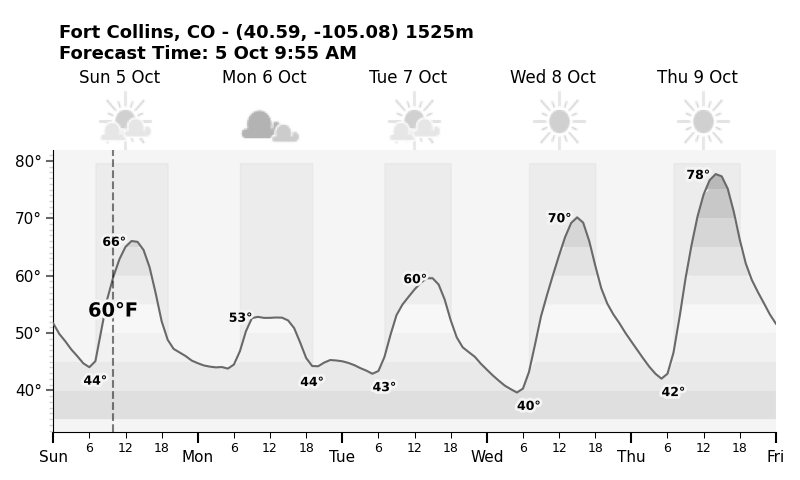 Fort Collins, CO - (40.59, -105.08) 1525m
Forecast Time: 5 Oct 9:55 AM
Sun 5 Oct Mon 6 Oct Tue 7 Oct Wed 8 Oct Thu 9 Oct
80°
70°
60°
50°
40°
66°
60°F
44°
53°
44°
60°
43°
70°
40°
78°
42°
6 12 18 6 12 18 6 12 18 6 12 18 6 12 18
Sun Mon Tue Wed Thu Fri